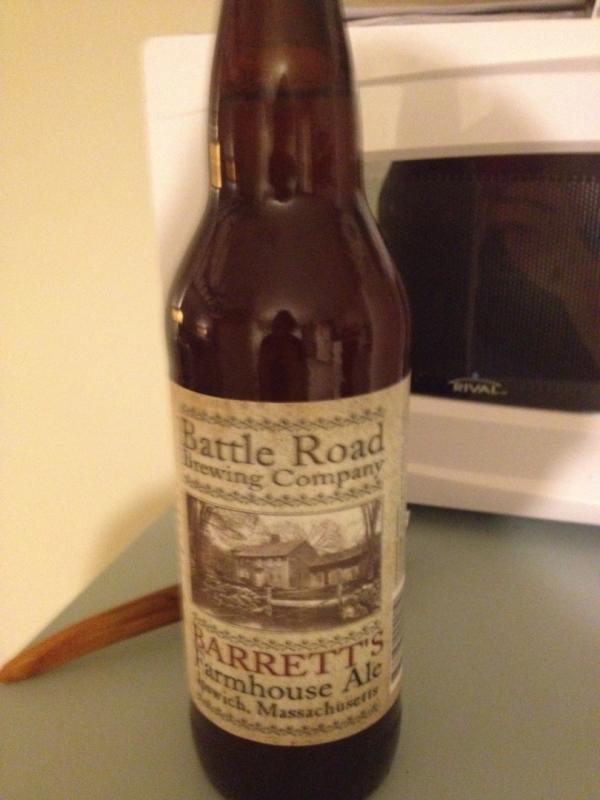 RIVAL
Battle Road
Brewing Company
BARRETT'S
Farmhouse Ale
Ipswich, Massachusetts